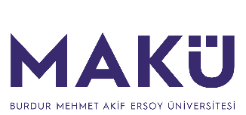 MAKÜ
BURDUR MEHMET AKİF ERSOY ÜNİVERSİTESİ